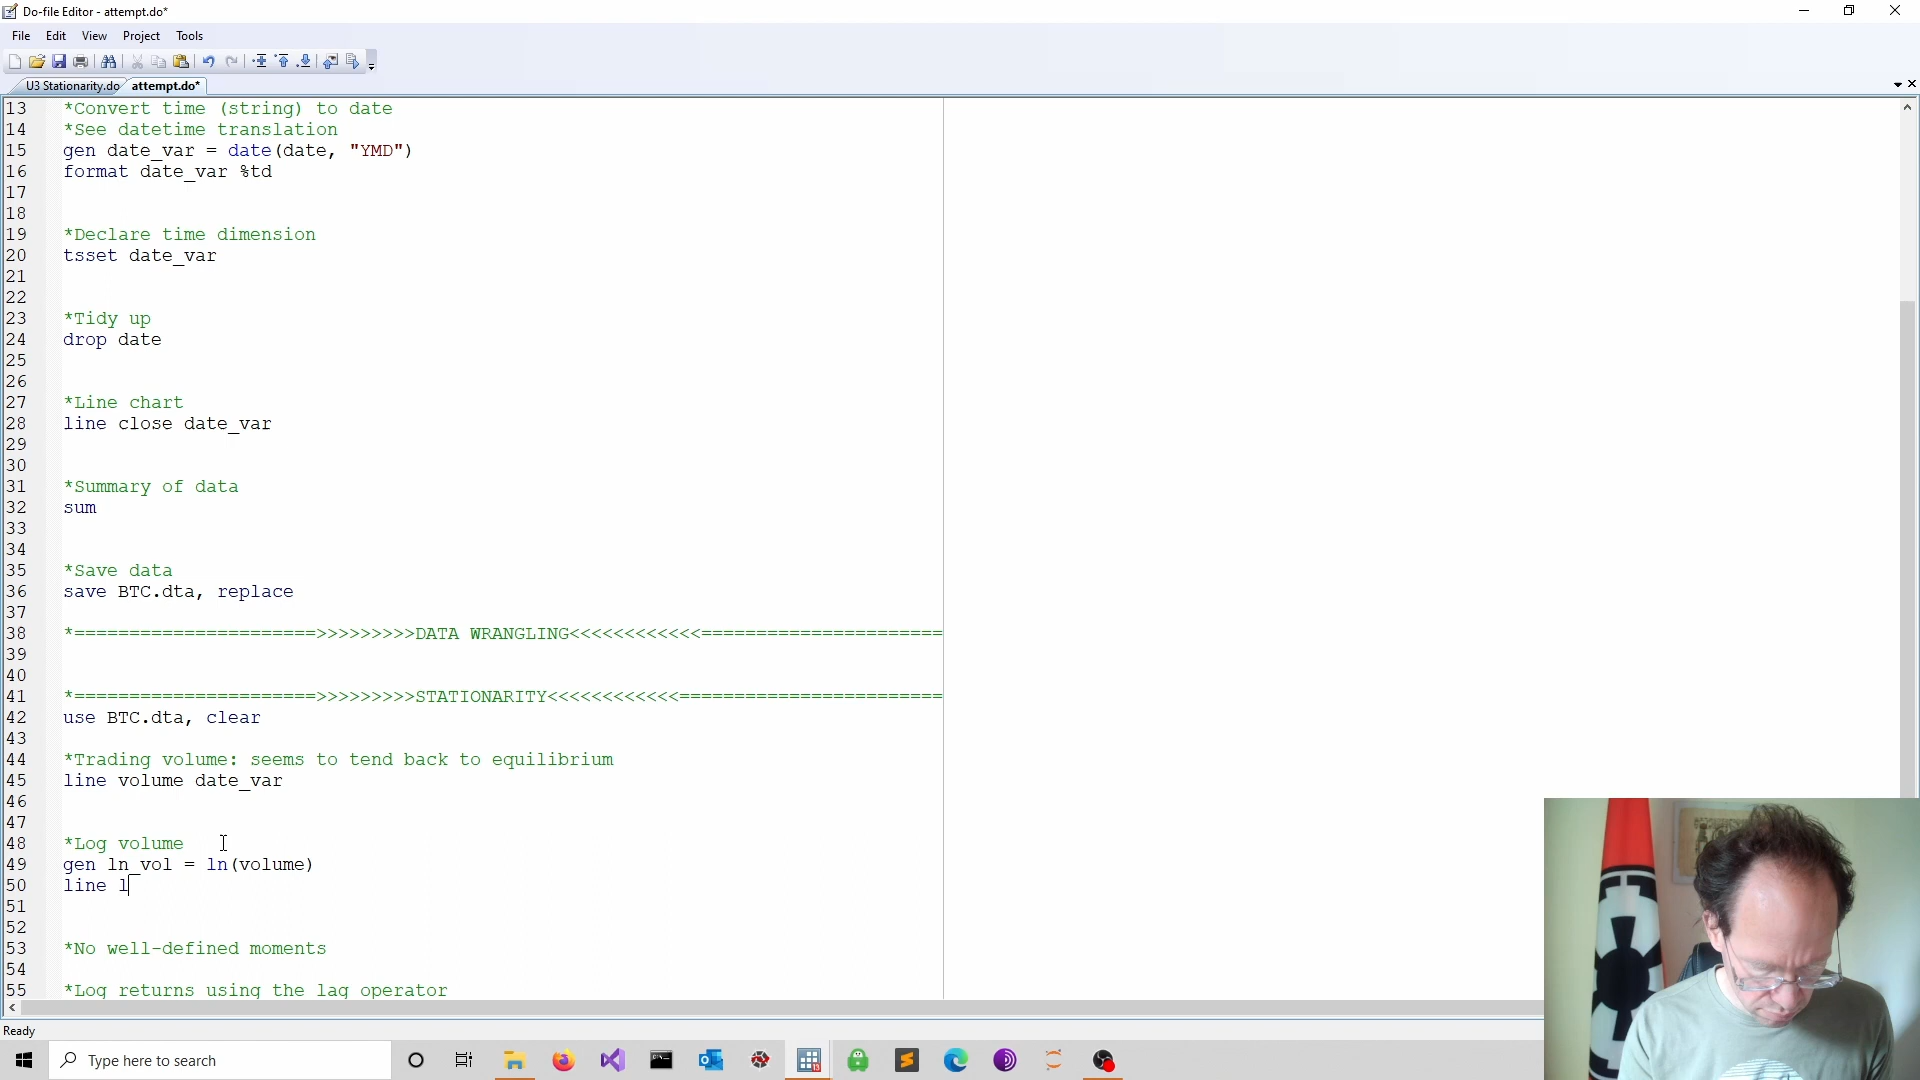 Do-file Editor - attempt.do*
File Edit View Project Tools
U3 Stationarity.do attempt.do*
13 *Convert time (string) to date
14 *See datetime translation
15 gen date_var = date(date, "YMD")
16 format date_var %td
17
18
19 *Declare time dimension
20 tsset date_var
21
22
23 *Tidy up
24 drop date
25
26
27 *Line chart
28 line close date_var
29
30
31 *Summary of data
32 sum
33
34
35 *Save data
36 save BTC.dta, replace
37
38 *======================>>>>>>>>>DATA WRANGLING<<<<<<<<<<<<======================
39
40
41 *======================>>>>>>>>>STATIONARITY<<<<<<<<<<<<========================
42 use BTC.dta, clear
43
44 *Trading volume: seems to tend back to equilibrium
45 line volume date_var
46
47
48 *Log volume
49 gen ln_vol = ln(volume)
50 line l
51
52
53 *No well-defined moments
54
55 *Log returns using the lag operator
Ready
Type here to search